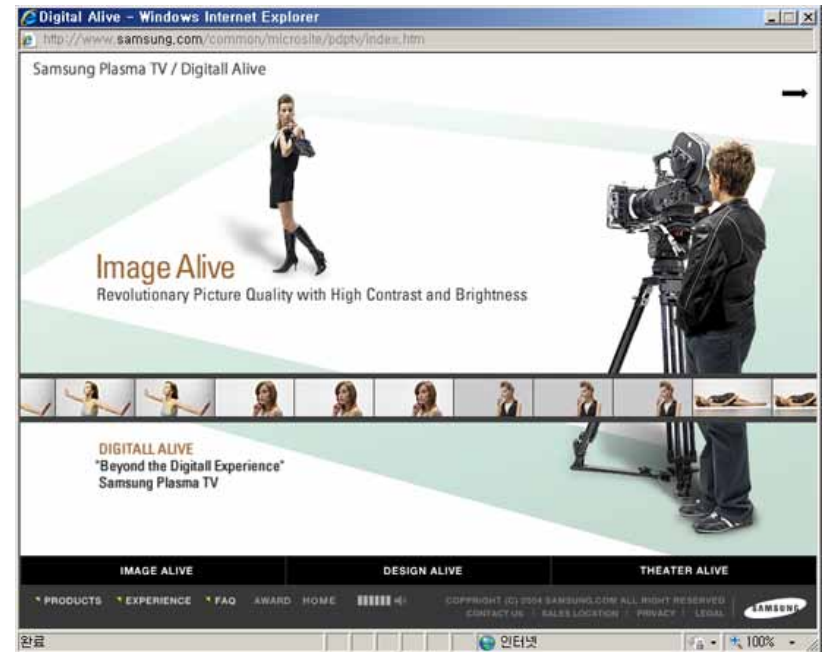 Digital Alive - Windows Internet Explorer
http://www.samsung.com/common/microsite/pdptv/index.htm
Samsung Plasma TV / Digitall Alive
Image Alive
Revolutionary Picture Quality with High Contrast and Brightness
DIGITALL ALIVE
"Beyond the Digitall Experience"
Samsung Plasma TV
IMAGE ALIVE DESIGN ALIVE THEATER ALIVE
PRODUCTS EXPERIENCE FAQ AWARD HOME
COPYRIGHT (C) 2004 SAMSUNG.COM ALL RIGHT RESERVED
CONTACT US | SALES LOCATION | PRIVACY | LEGAL
SAMSUNG
완료 인터넷 100%